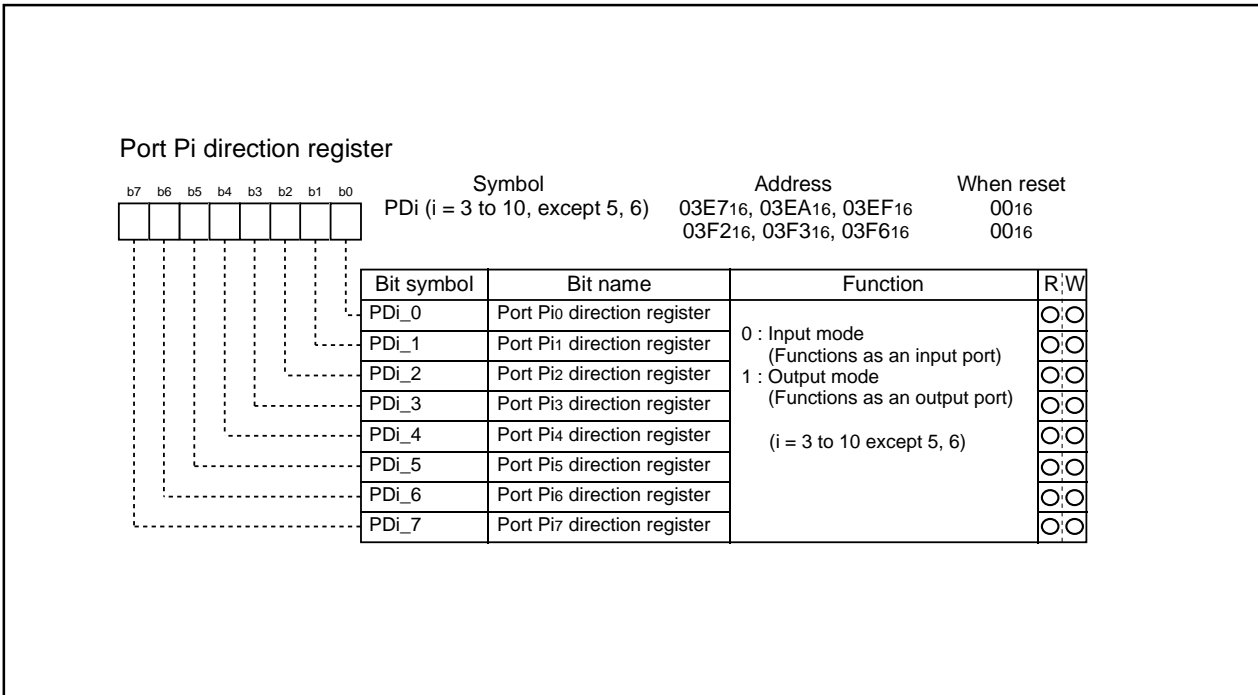 Port Pi direction register
b7 b6 b5 b4 b3 b2 b1 b0
Symbol Address When reset
PDi (i = 3 to 10, except 5, 6) 03E716, 03EA16, 03EF16 0016
03F216, 03F316, 03F616 0016
Bit symbol Bit name Function R W
PDi_0 Port Pi0 direction register
PDi_1 Port Pi1 direction register
PDi_2 Port Pi2 direction register
PDi_3 Port Pi3 direction register
PDi_4 Port Pi4 direction register
PDi_5 Port Pi5 direction register
PDi_6 Port Pi6 direction register
PDi_7 Port Pi7 direction register
0 : Input mode
(Functions as an input port)
1 : Output mode
(Functions as an output port)
(i = 3 to 10 except 5, 6)